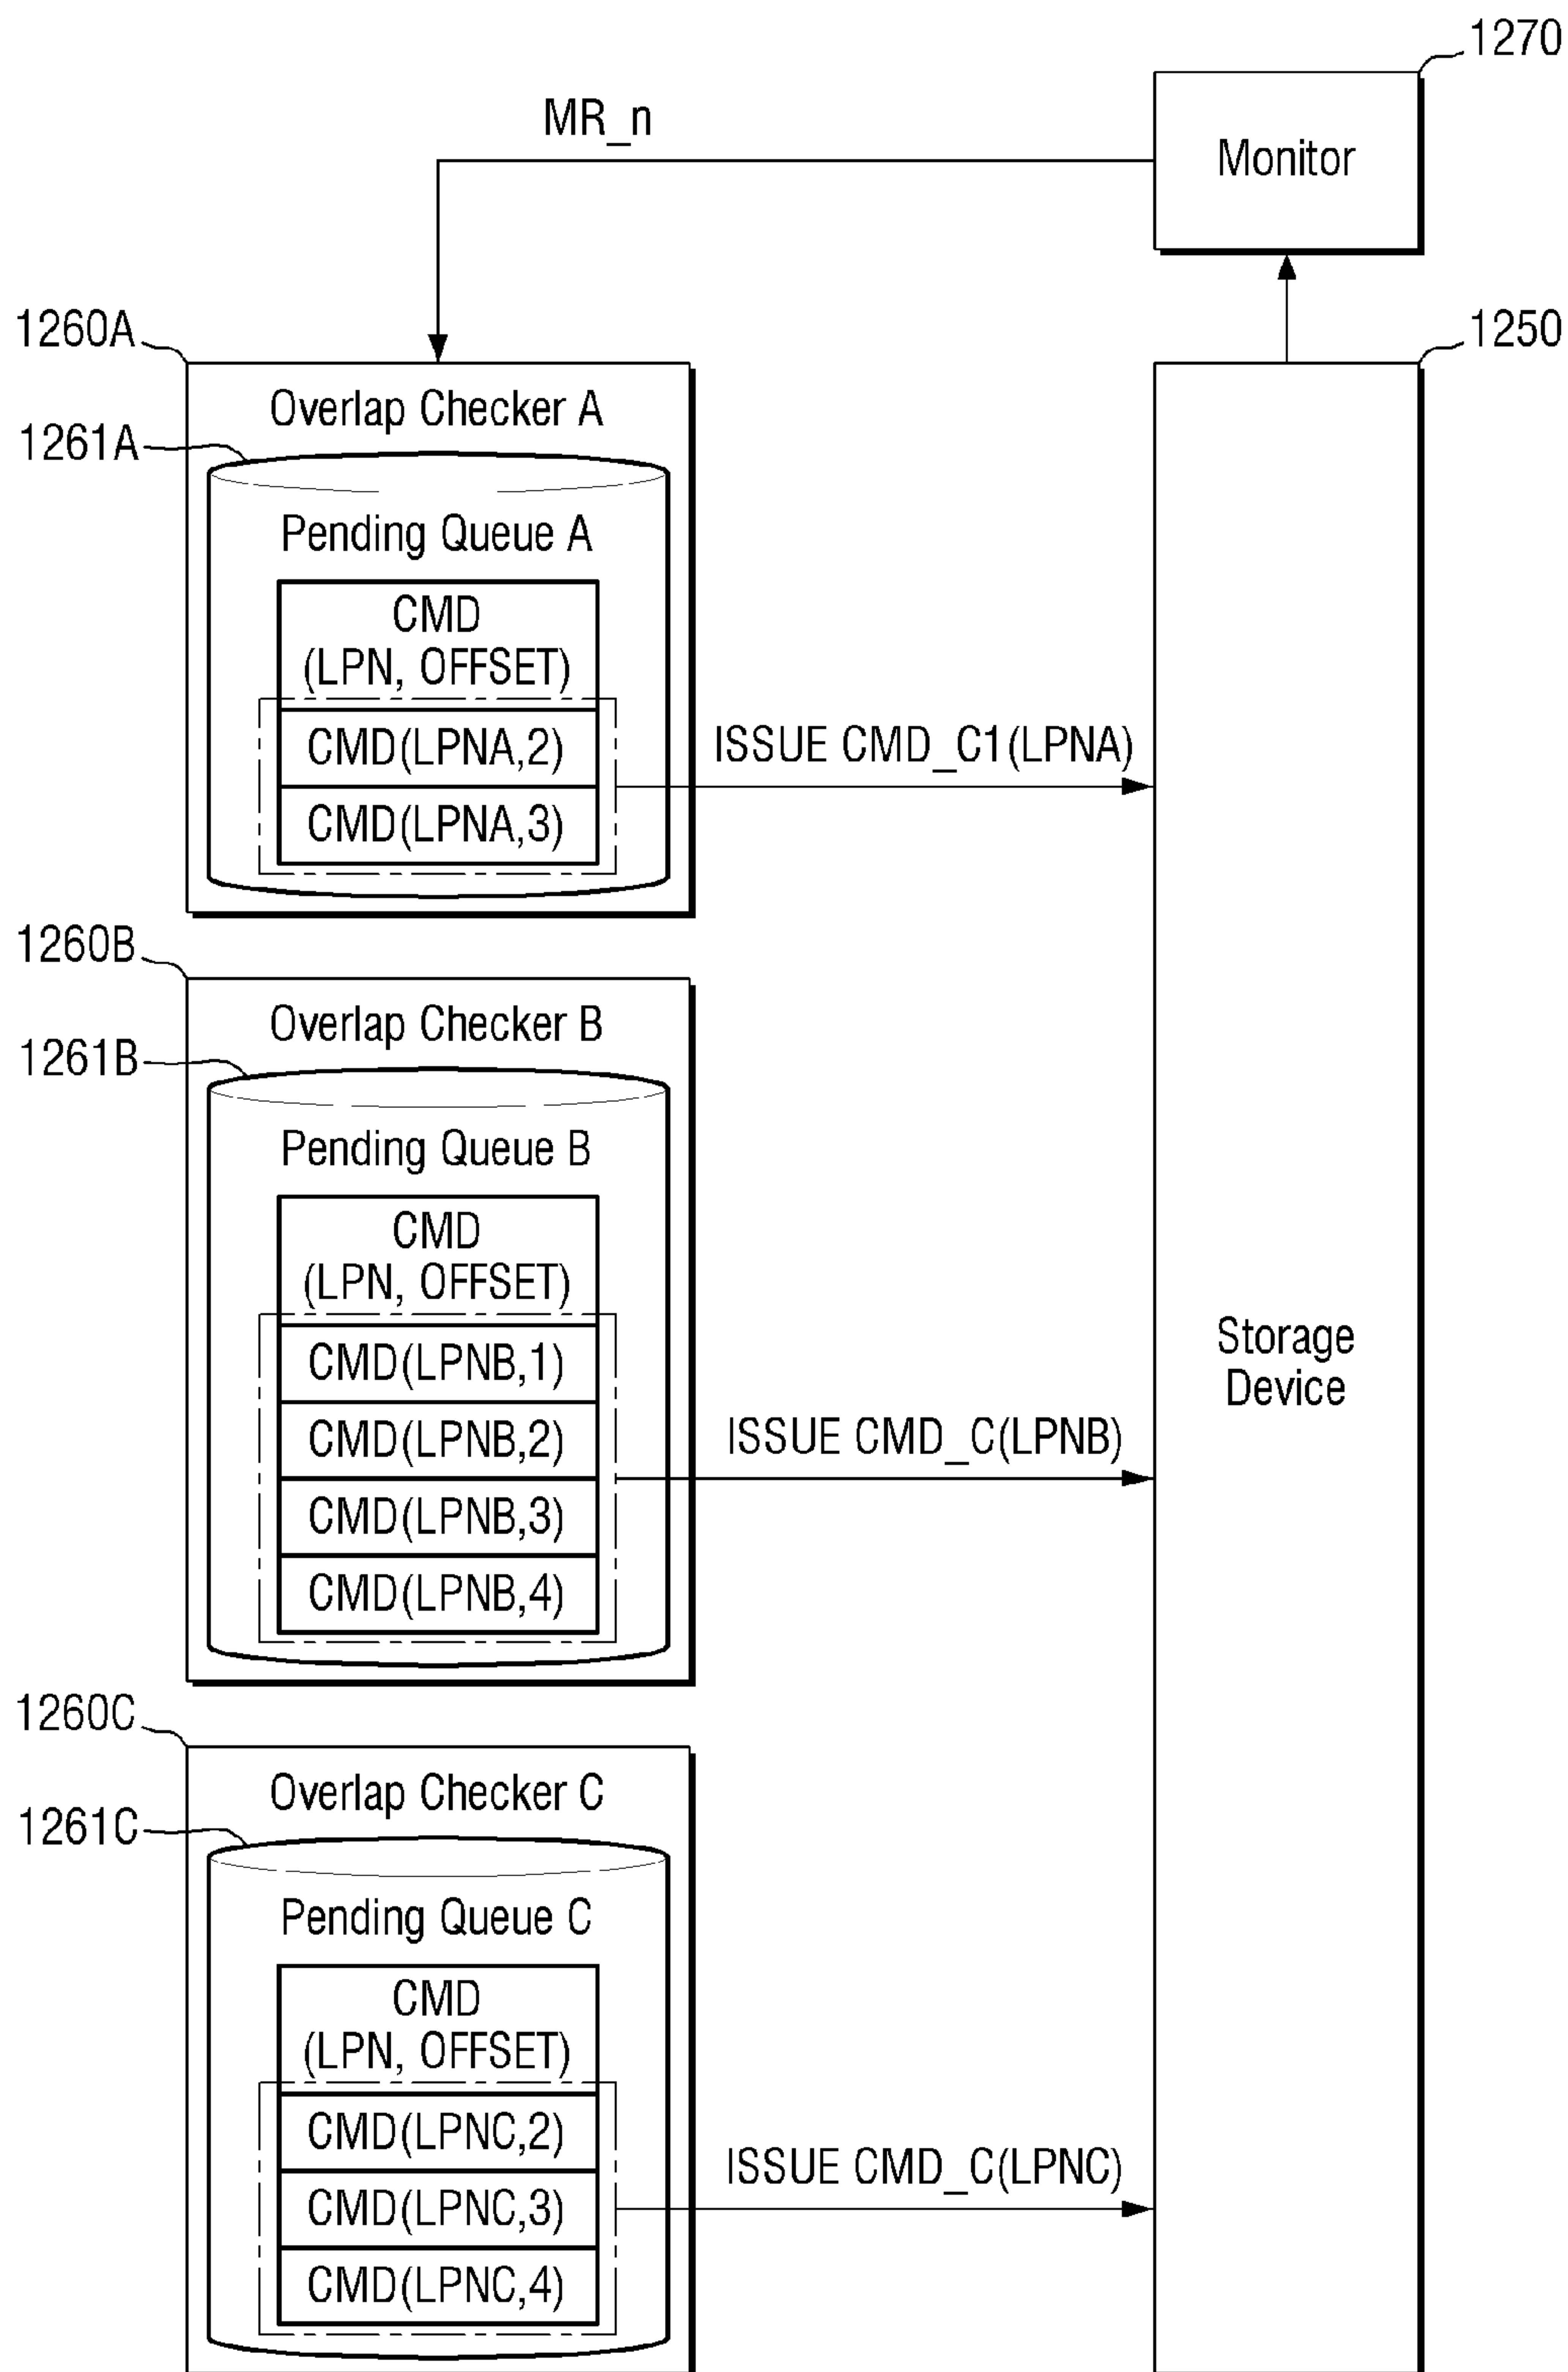 1270
MR_n
Monitor
1260A
1250
Overlap Checker A
1261A
Pending Queue A
CMD
(LPN, OFFSET)
CMD(LPNA,2)
ISSUE CMD_C1(LPNA)
CMD(LPNA,3)
1260B
Overlap Checker B
1261B
Pending Queue B
CMD
(LPN, OFFSET)
CMD(LPNB,1)
CMD(LPNB,2)
ISSUE CMD_C(LPNB)
CMD(LPNB,3)
CMD(LPNB,4)
Storage
Device
1260C
Overlap Checker C
1261C
Pending Queue C
CMD
(LPN, OFFSET)
CMD(LPNC,2)
ISSUE CMD_C(LPNC)
CMD(LPNC,3)
CMD(LPNC,4)